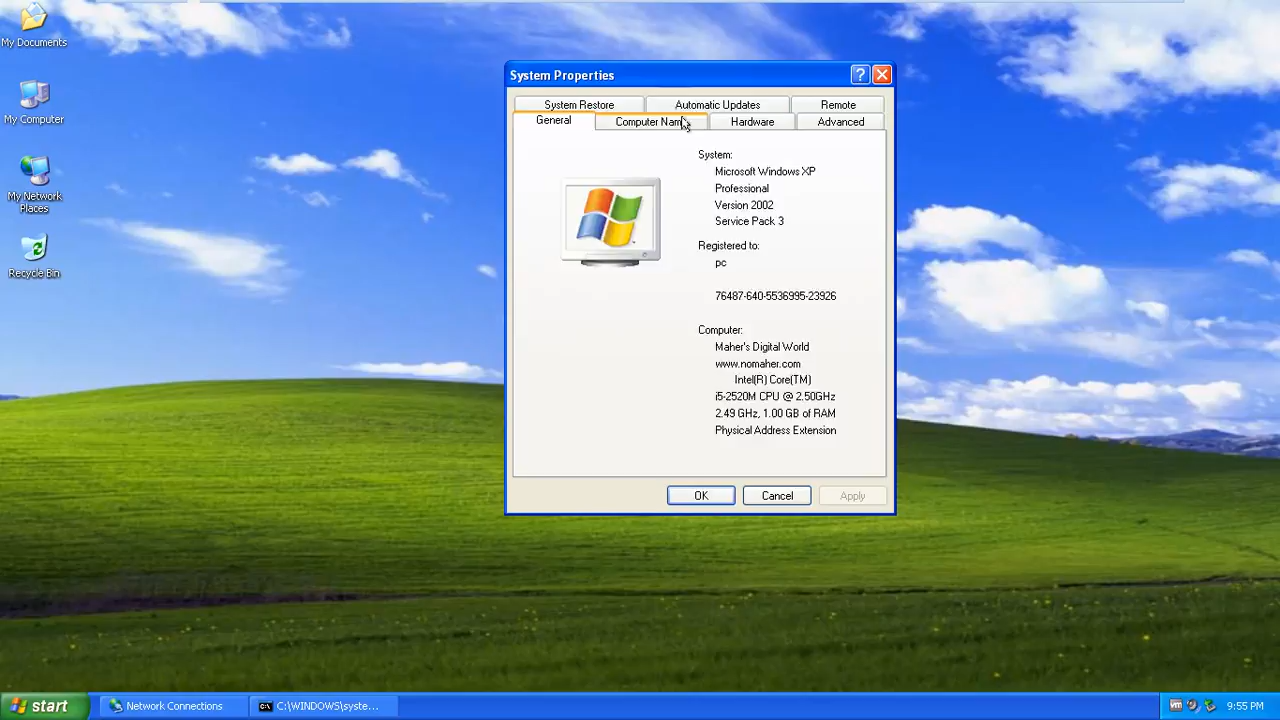 My Documents
My Computer
My Network
Places
Recycle Bin
System Properties
System Restore
Automatic Updates
Remote
General
Computer Name
Hardware
Advanced
System:
Microsoft Windows XP
Professional
Version 2002
Service Pack 3
Registered to:
pc
76487-640-5536995-23926
Computer:
Maher's Digital World
www.nomaher.com
Intel(R) Core(TM)
i5-2520M CPU @ 2.50GHz
2.49 GHz, 1.00 GB of RAM
Physical Address Extension
OK
Cancel
Apply
start
Network Connections
C:\WINDOWS\syste...
vm
9:55 PM